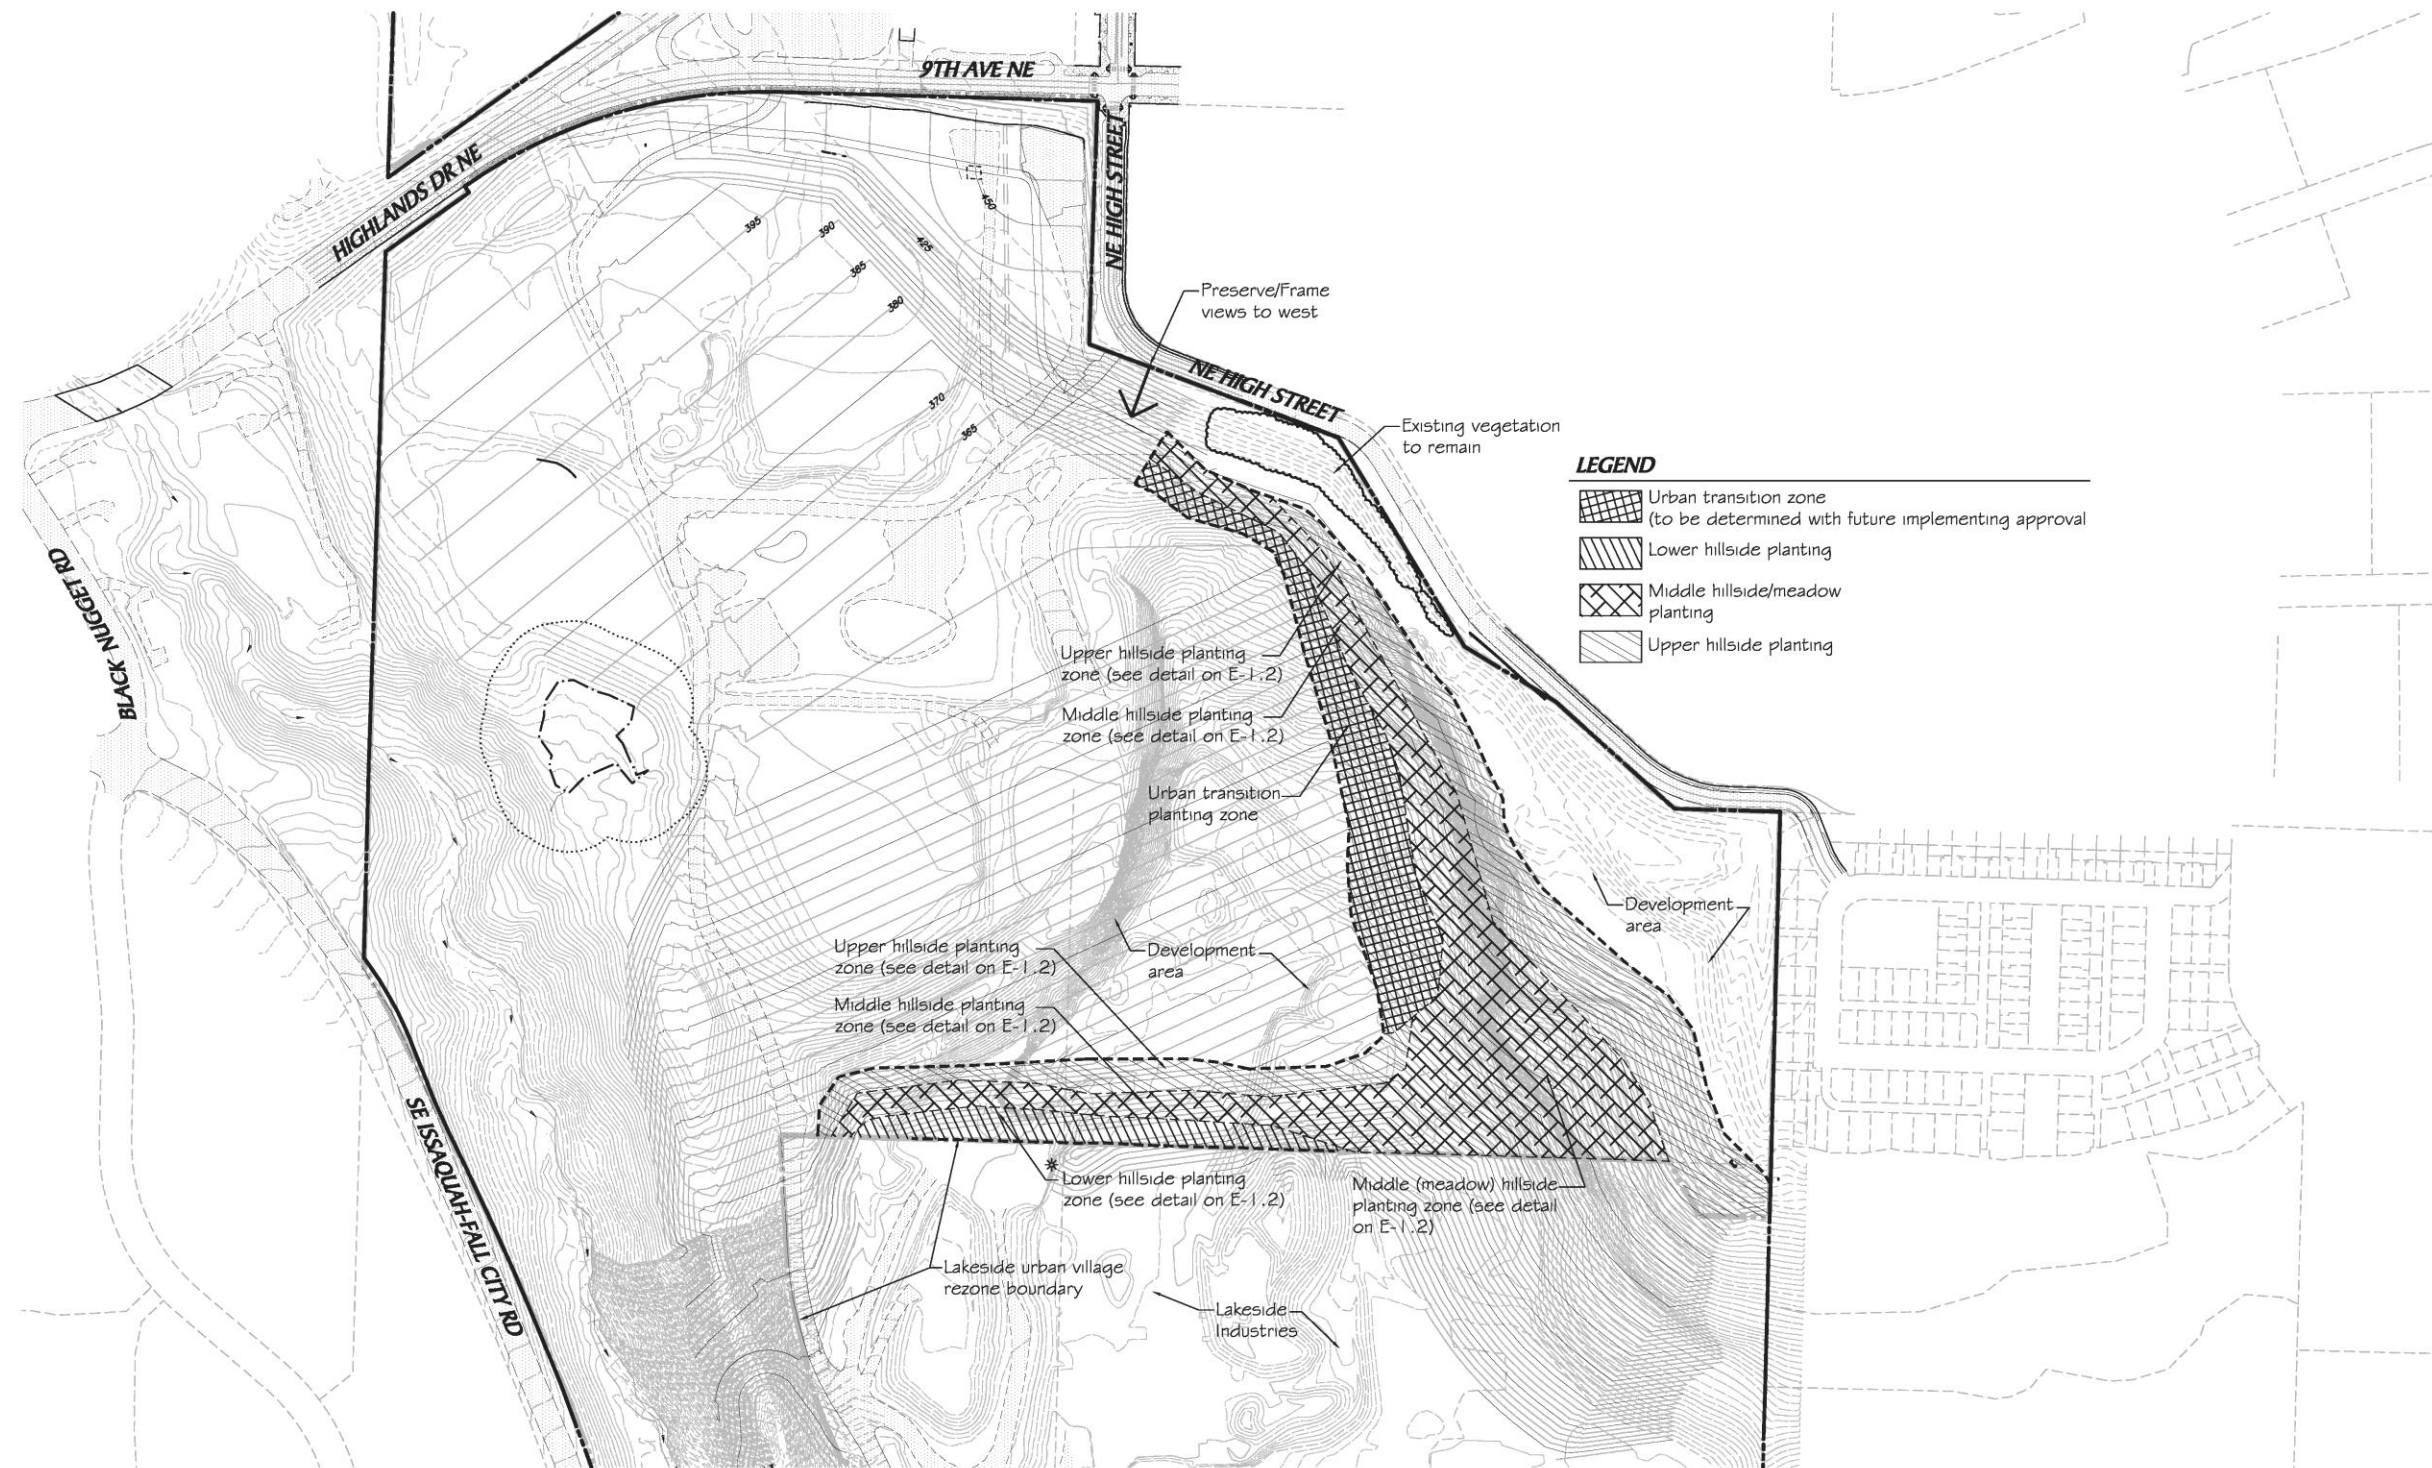 9TH AVE NE
HIGHLANDS DR NE
NE HIGH STREET
450
395
390
425
385
380
370
365
Preserve/Frame
views to west
NE HIGH STREET
Existing vegetation
to remain
LEGEND
Urban transition zone
(to be determined with future implementing approval
Lower hillside planting
Middle hillside/meadow
planting
Upper hillside planting
BLACK NUGGET RD
Upper hillside planting
zone (see detail on E-1.2)
Middle hillside planting
zone (see detail on E-1.2)
Urban transition
planting zone
Development
area
Upper hillside planting
zone (see detail on E-1.2)
Development
area
Middle hillside planting
zone (see detail on E-1.2)
SE ISSAQUAH-FALL CITY RD
Lower hillside planting
zone (see detail on E-1.2)
Middle (meadow) hillside
planting zone (see detail
on E-1.2)
Lakeside urban village
rezone boundary
Lakeside
Industries